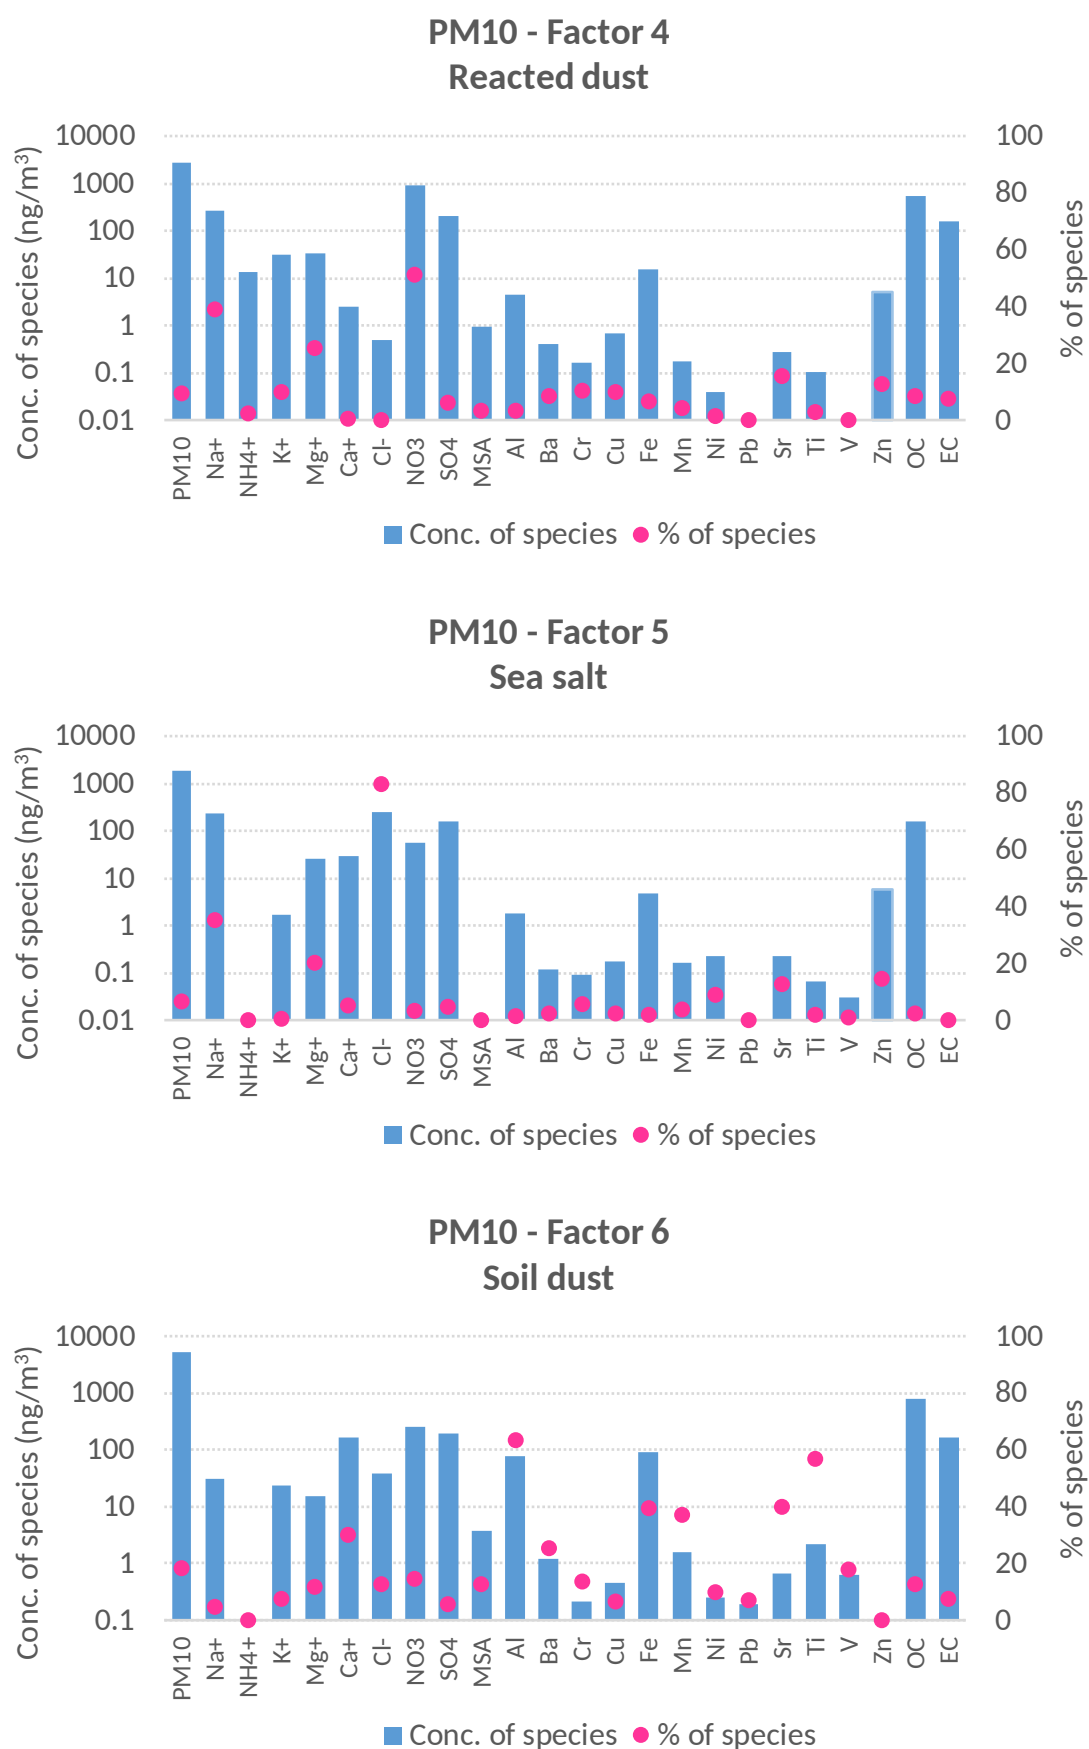 PM10 - Factor 4
Reacted dust
Conc. of species (ng/m³)
10000
1000
100
10
1
0.1
0.01
100
80
60
40
20
0
% of species
PM10 Na+ NH4+ K+ Mg+ Ca+ Cl- NO3 SO4 MSA Al Ba Cr Cu Fe Mn Ni Pb Sr Ti V Zn OC EC
Conc. of species % of species
PM10 - Factor 5
Sea salt
Conc. of species (ng/m³)
10000
1000
100
10
1
0.1
0.01
100
80
60
40
20
0
% of species
PM10 Na+ NH4+ K+ Mg+ Ca+ Cl- NO3 SO4 MSA Al Ba Cr Cu Fe Mn Ni Pb Sr Ti V Zn OC EC
Conc. of species % of species
PM10 - Factor 6
Soil dust
Conc. of species (ng/m³)
10000
1000
100
10
1
0.1
100
80
60
40
20
0
% of species
PM10 Na+ NH4+ K+ Mg+ Ca+ Cl- NO3 SO4 MSA Al Ba Cr Cu Fe Mn Ni Pb Sr Ti V Zn OC EC
Conc. of species % of species